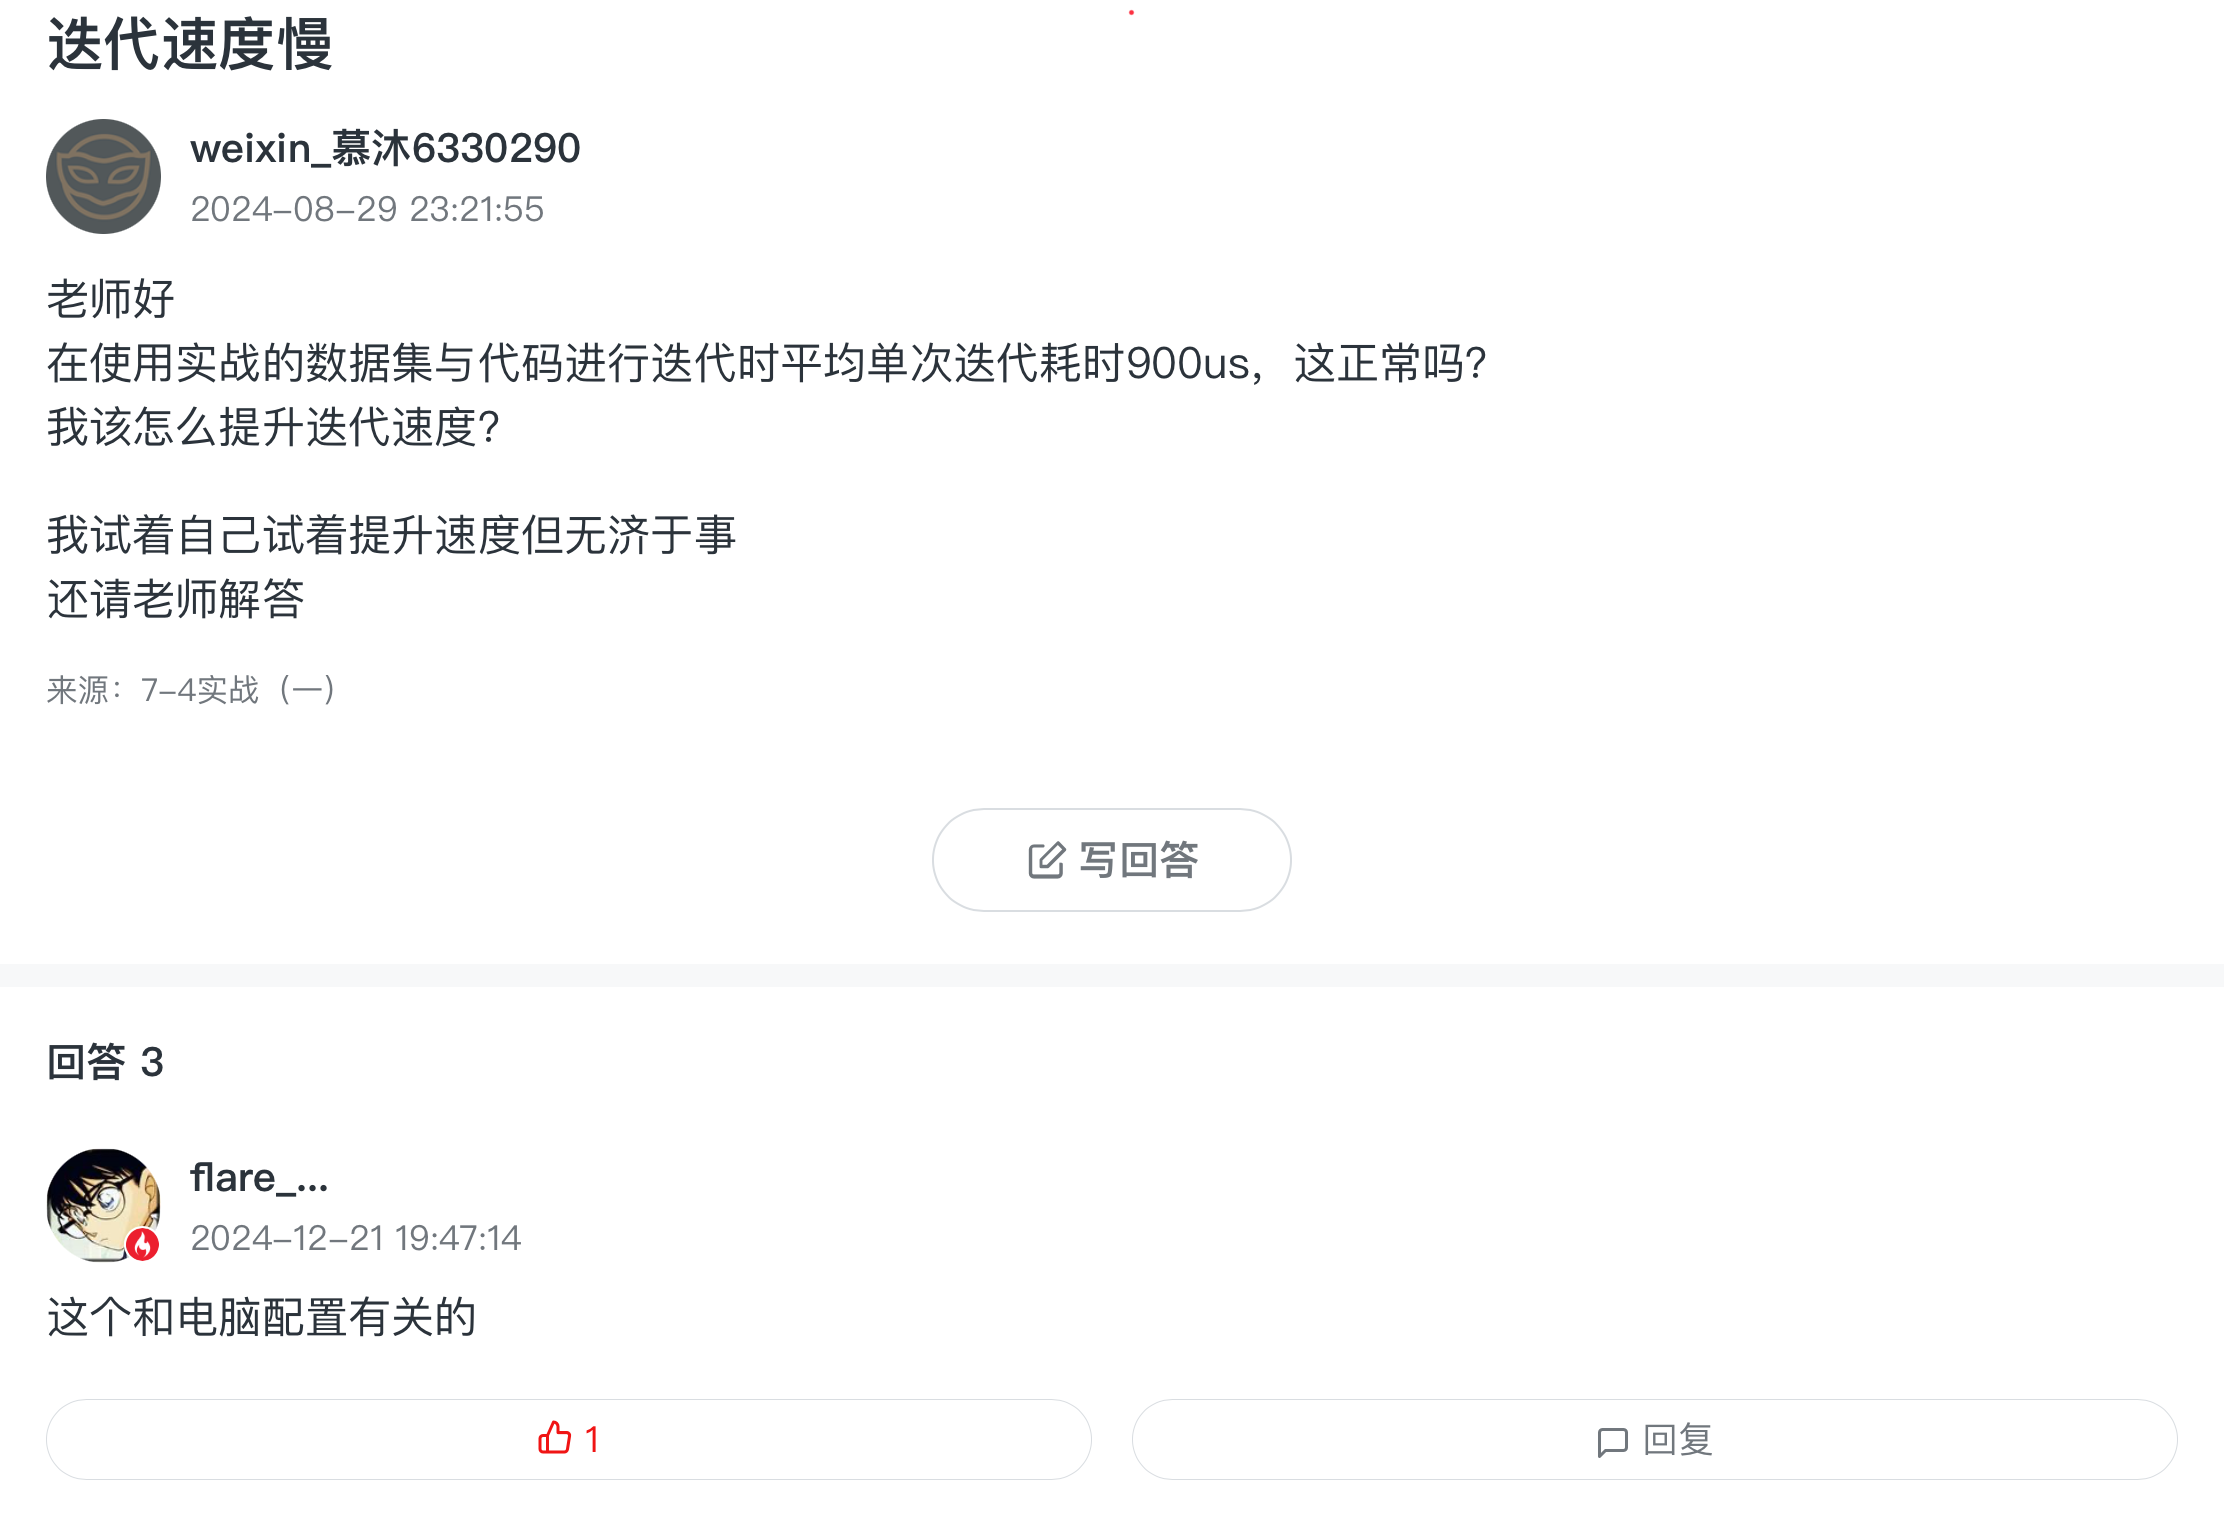 迭代速度慢
weixin_慕沐6330290
2024-08-29 23:21:55
老师好
在使用实战的数据集与代码进行迭代时平均单次迭代耗时900us，这正常吗？
我该怎么提升迭代速度？
我试着自己试着提升速度但无济于事
还请老师解答
来源：7-4实战（一）
写回答
回答 3
flare_...
2024-12-21 19:47:14
这个和电脑配置有关的
1
回复